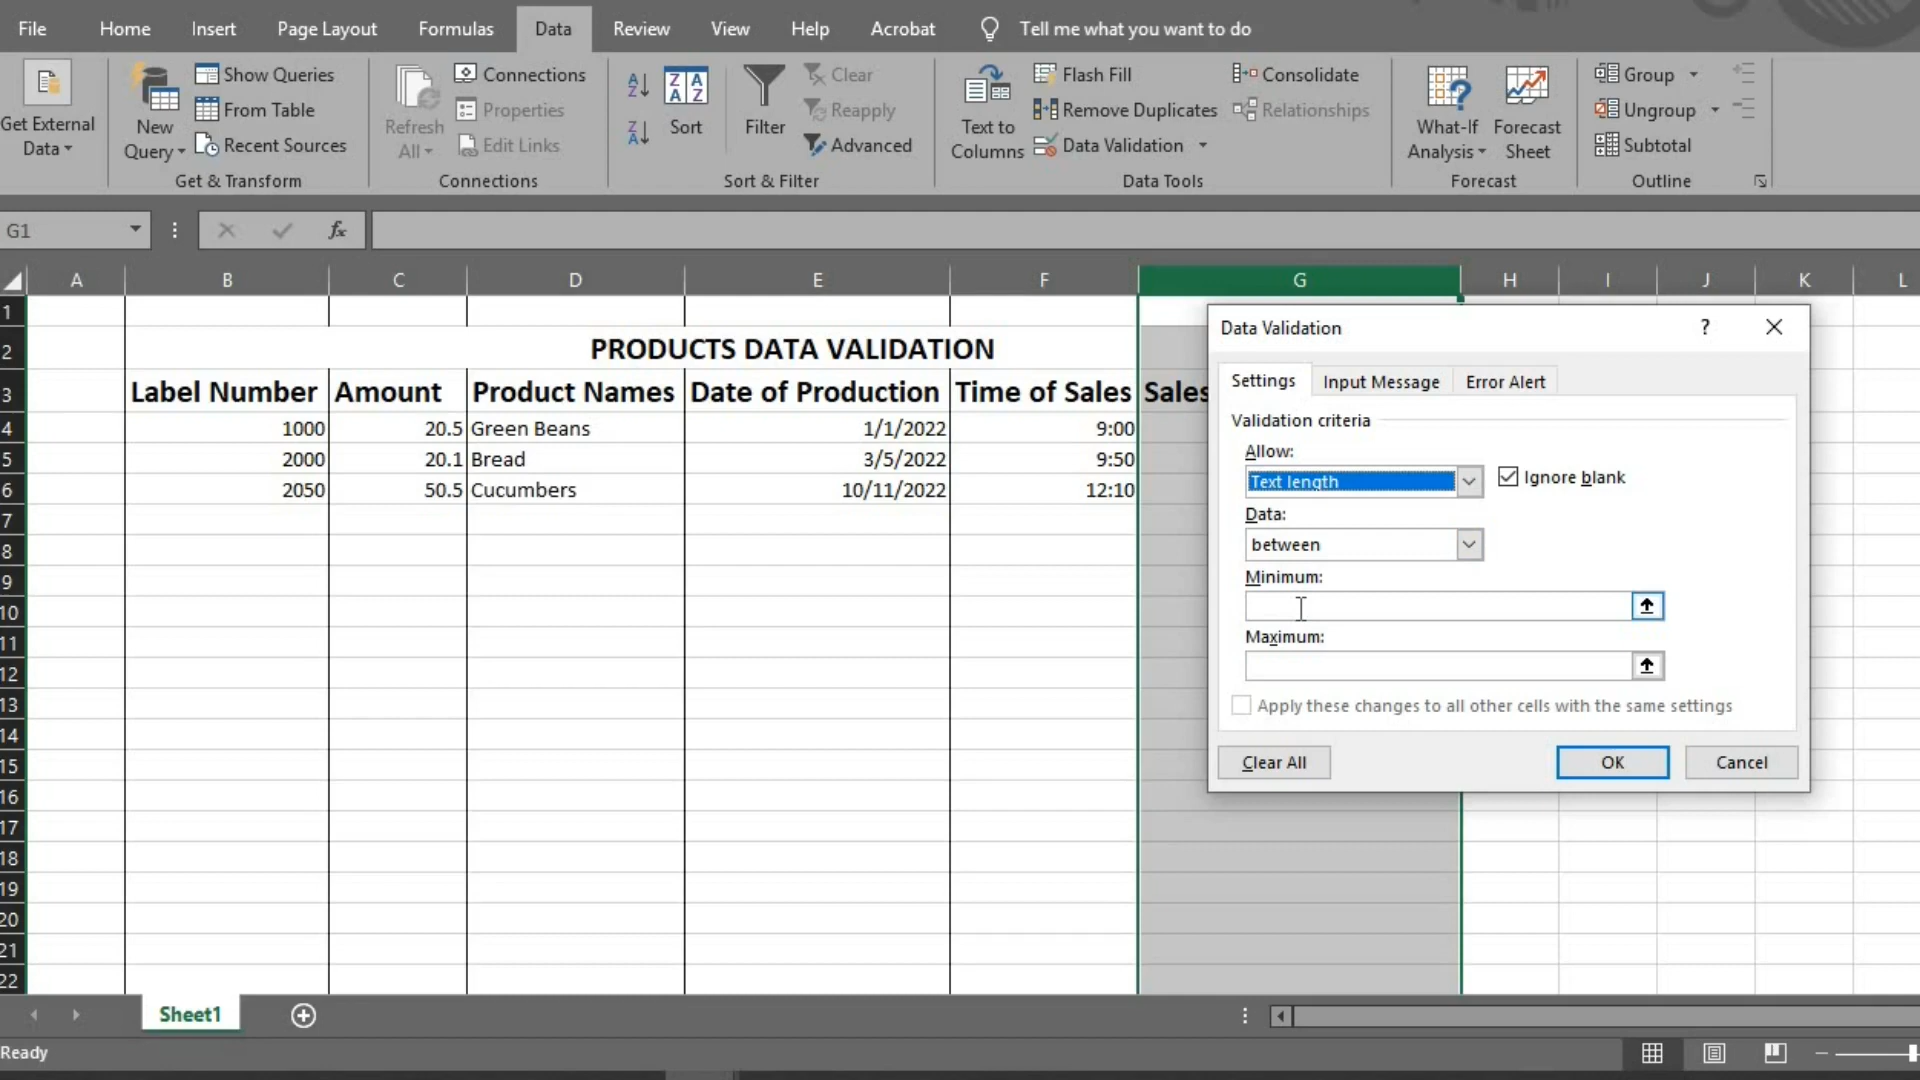 File Home Insert Page Layout Formulas Data Review View Help Acrobat Tell me what you want to do
Get External Data
New Query
Show Queries
From Table
Recent Sources
Get & Transform
Refresh All
Connections
Properties
Edit Links
Connections
Sort
Filter
Clear
Reapply
Advanced
Sort & Filter
Text to Columns
Flash Fill
Remove Duplicates
Data Validation
Consolidate
Relationships
Data Tools
What-If Analysis
Forecast Sheet
Forecast
Group
Ungroup
Subtotal
Outline
G1
fx
A B C D E F G H I J K L
1
2 PRODUCTS DATA VALIDATION
3 Label Number Amount Product Names Date of Production Time of Sales Sales
4 1000 20.5 Green Beans 1/1/2022 9:00
5 2000 20.1 Bread 3/5/2022 9:50
6 2050 50.5 Cucumbers 10/11/2022 12:10
7
8
9
10
11
12
13
14
15
16
17
18
19
20
21
22
Data Validation ?
Settings Input Message Error Alert
Validation criteria
Allow:
Text length Ignore blank
Data:
between
Minimum:
Maximum:
Apply these changes to all other cells with the same settings
Clear All OK Cancel
Sheet1
Ready